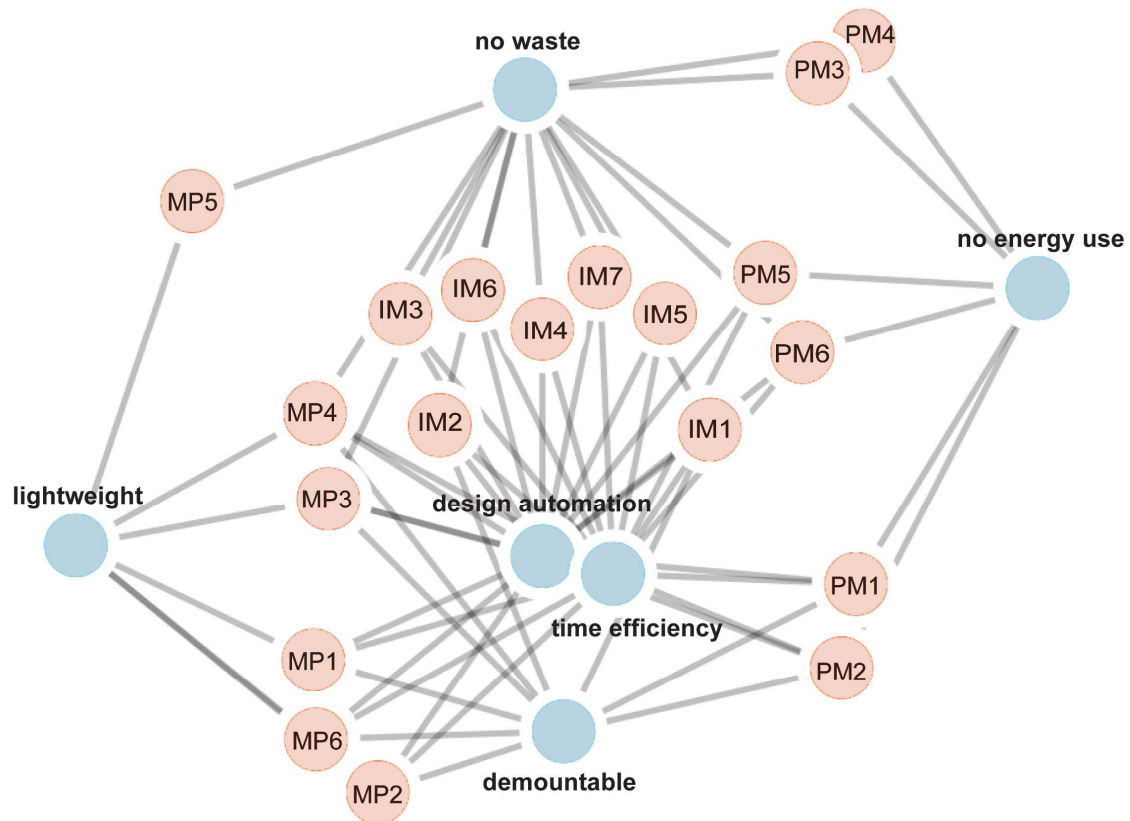 no waste
PM4
PM3
MP5
no energy use
IM6
IM7
PM5
IM3
IM4
IM5
PM6
MP4
IM2
IM1
lightweight
MP3
design automation
PM1
time efficiency
MP1
PM2
MP6
demountable
MP2